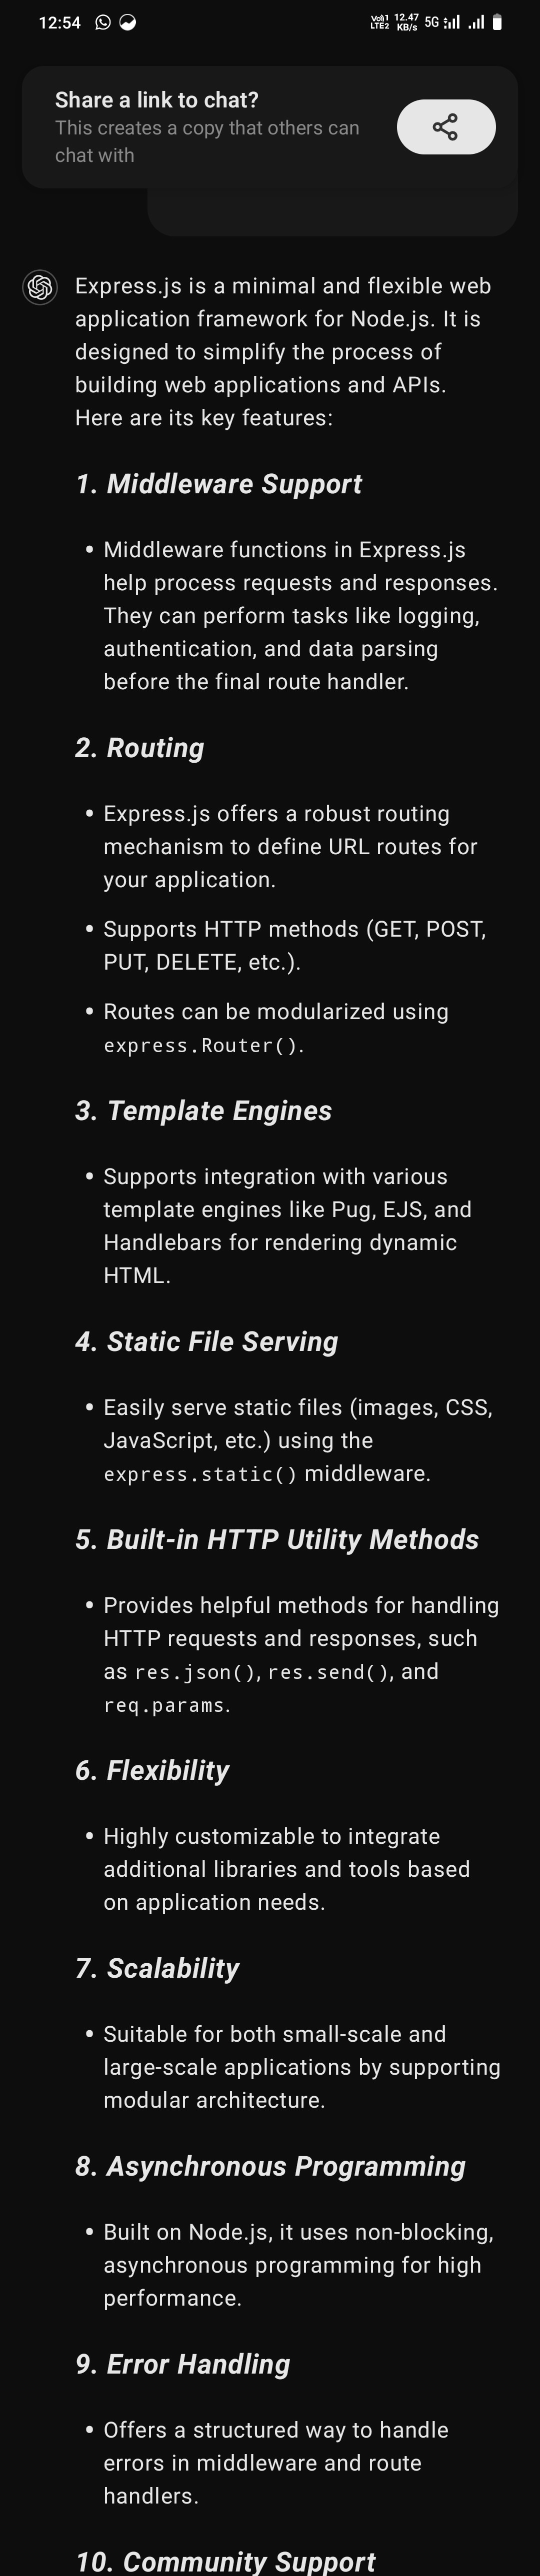 12:54
Vo)) 1 LTE2 12.47 KB/s 5G
Share a link to chat?
This creates a copy that others can
chat with
Express.js is a minimal and flexible web
application framework for Node.js. It is
designed to simplify the process of
building web applications and APIs.
Here are its key features:
1. Middleware Support
• Middleware functions in Express.js
help process requests and responses.
They can perform tasks like logging,
authentication, and data parsing
before the final route handler.
2. Routing
• Express.js offers a robust routing
mechanism to define URL routes for
your application.
• Supports HTTP methods (GET, POST,
PUT, DELETE, etc.).
• Routes can be modularized using
express.Router().
3. Template Engines
• Supports integration with various
template engines like Pug, EJS, and
Handlebars for rendering dynamic
HTML.
4. Static File Serving
• Easily serve static files (images, CSS,
JavaScript, etc.) using the
express.static() middleware.
5. Built-in HTTP Utility Methods
• Provides helpful methods for handling
HTTP requests and responses, such
as res.json(), res.send(), and
req.params.
6. Flexibility
• Highly customizable to integrate
additional libraries and tools based
on application needs.
7. Scalability
• Suitable for both small-scale and
large-scale applications by supporting
modular architecture.
8. Asynchronous Programming
• Built on Node.js, it uses non-blocking,
asynchronous programming for high
performance.
9. Error Handling
• Offers a structured way to handle
errors in middleware and route
handlers.
10. Community Support